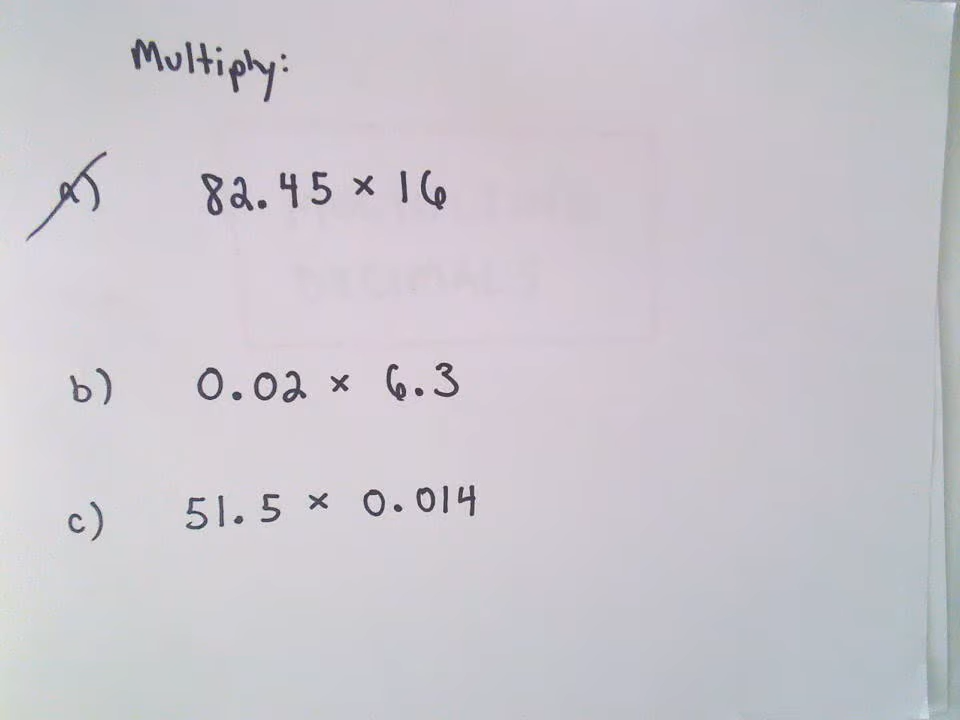 Multiply:
a) 82.45 × 16
b) 0.02 × 6.3
c) 51.5 × 0.014